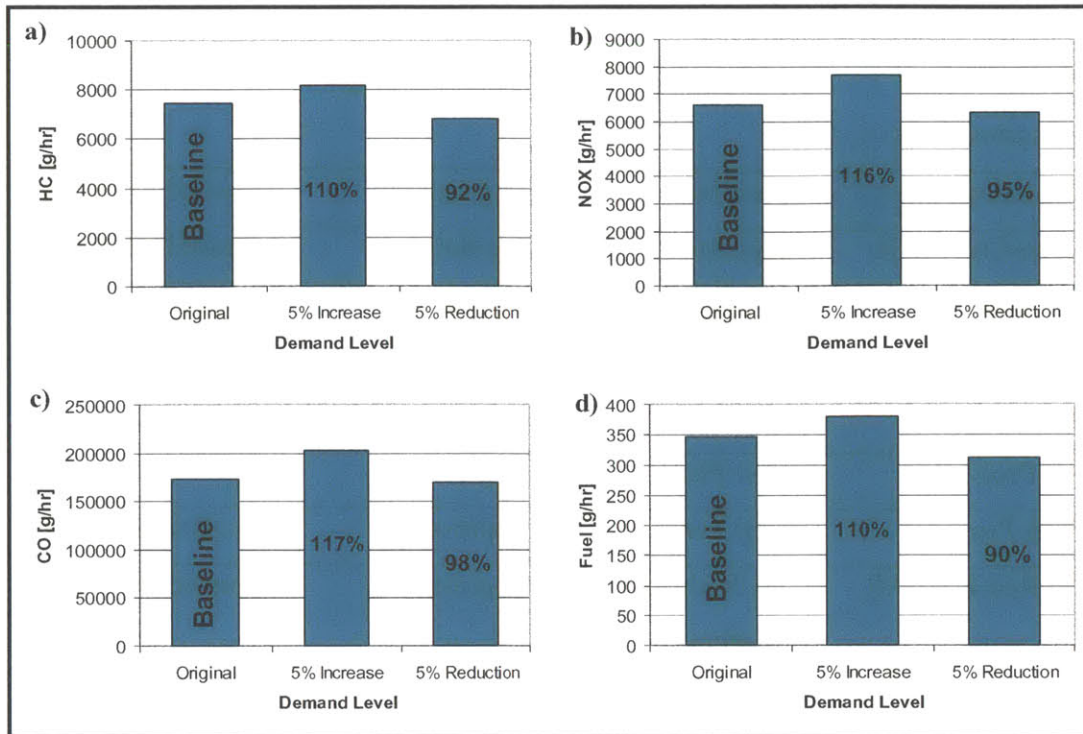 a)
10000
8000
6000
4000
2000
0
HC [g/hr]
Baseline
110%
92%
Original 5% Increase 5% Reduction
Demand Level
b)
9000
8000
7000
6000
5000
4000
3000
2000
1000
0
NOX [g/hr]
Baseline
116%
95%
Original 5% Increase 5% Reduction
Demand Level
c)
250000
200000
150000
100000
50000
0
CO [g/hr]
Baseline
117%
98%
Original 5% Increase 5% Reduction
Demand Level
d)
400
350
300
250
200
150
100
50
0
Fuel [g/hr]
Baseline
110%
90%
Original 5% Increase 5% Reduction
Demand Level